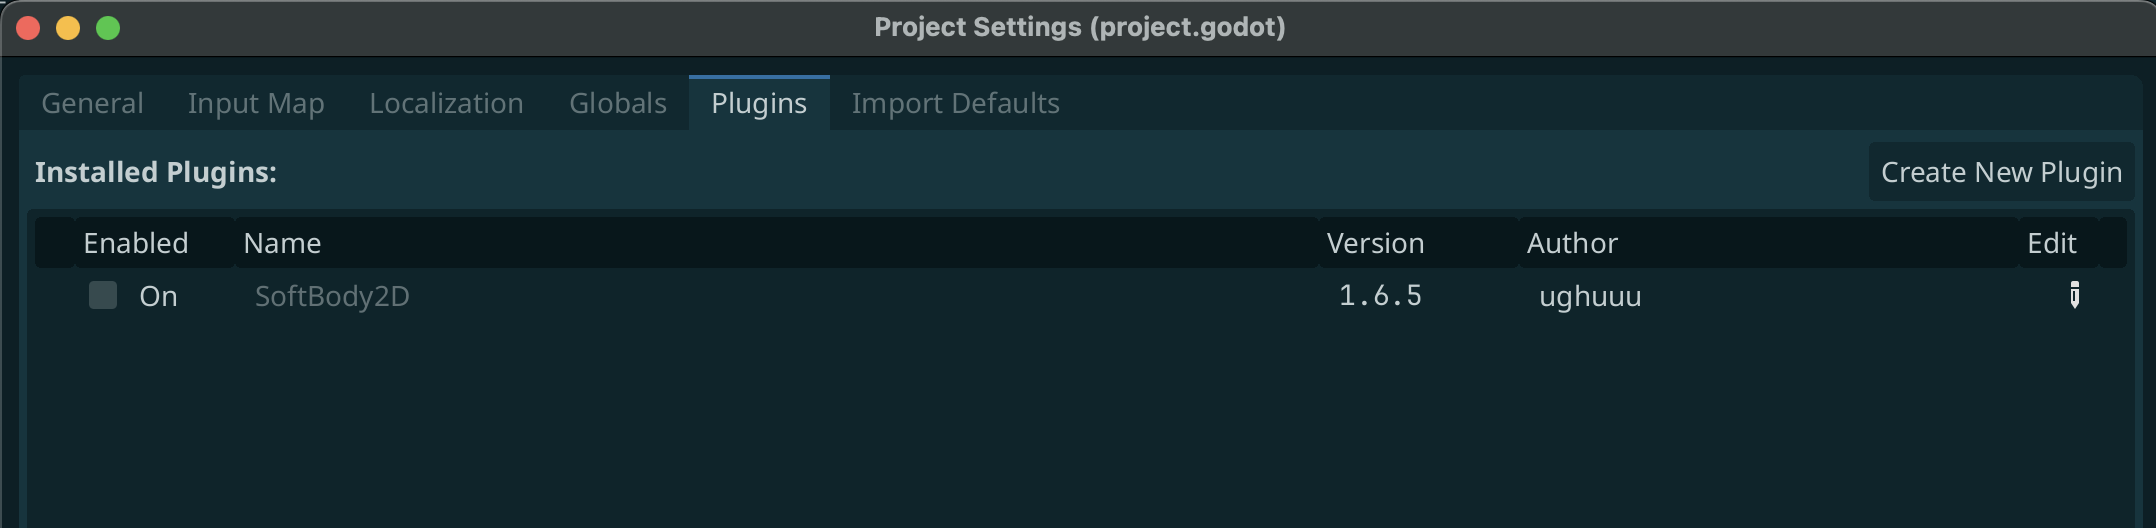 Project Settings (project.godot)
General Input Map Localization Globals Plugins Import Defaults
Installed Plugins: Create New Plugin
Enabled Name Version Author Edit
On SoftBody2D 1.6.5 ughuuu